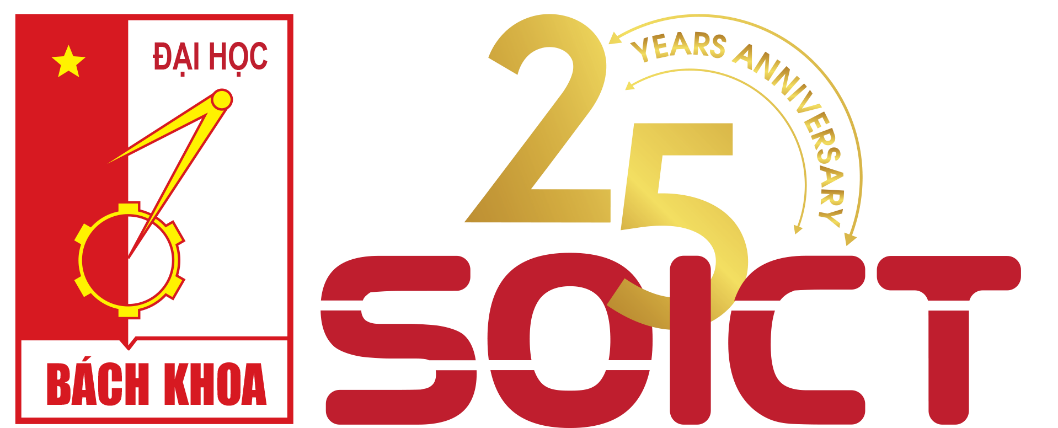 ĐẠI HỌC
BÁCH KHOA
25
YEARS ANNIVERSARY
SOICT